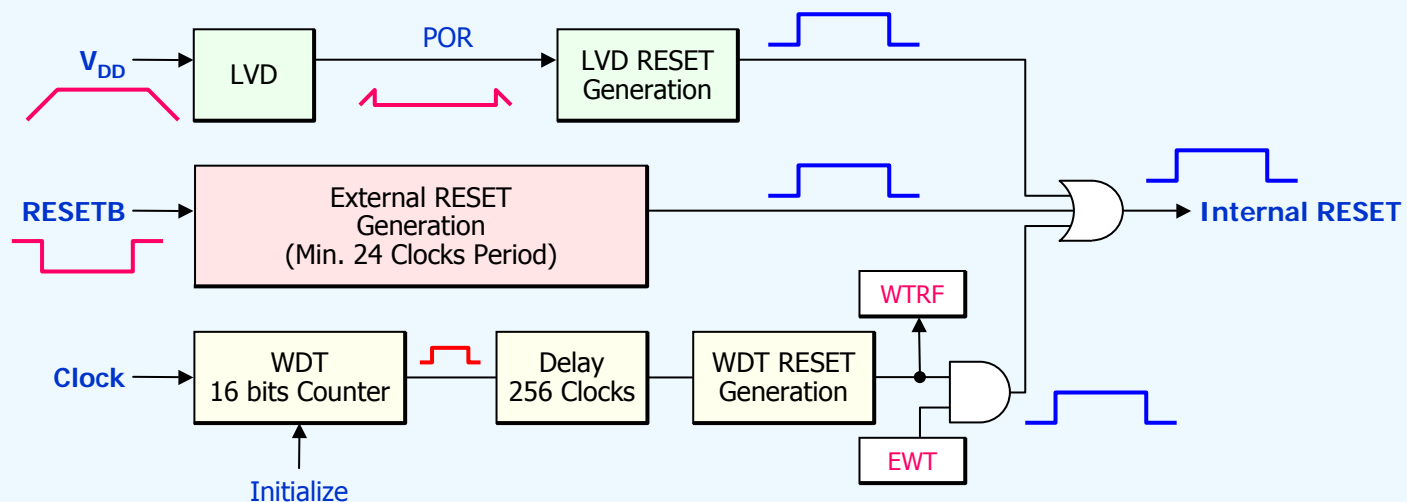 V_DD
LVD
POR
LVD RESET
Generation
RESETB
External RESET
Generation
(Min. 24 Clocks Period)
Internal RESET
WTRF
Clock
WDT
16 bits Counter
Delay
256 Clocks
WDT RESET
Generation
EWT
Initialize